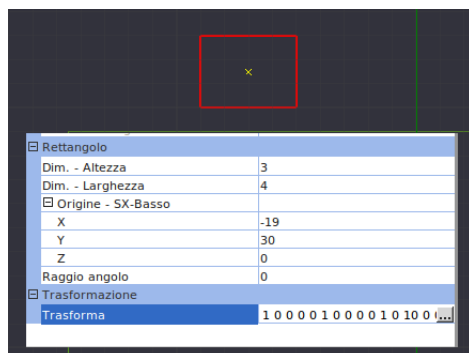 Rettangolo
Dim. - Altezza 3
Dim. - Larghezza 4
Origine - SX-Basso
X -19
Y 30
Z 0
Raggio angolo 0
Trasformazione
Trasforma 1 0 0 0 0 1 0 0 0 0 1 0 10 0 ...